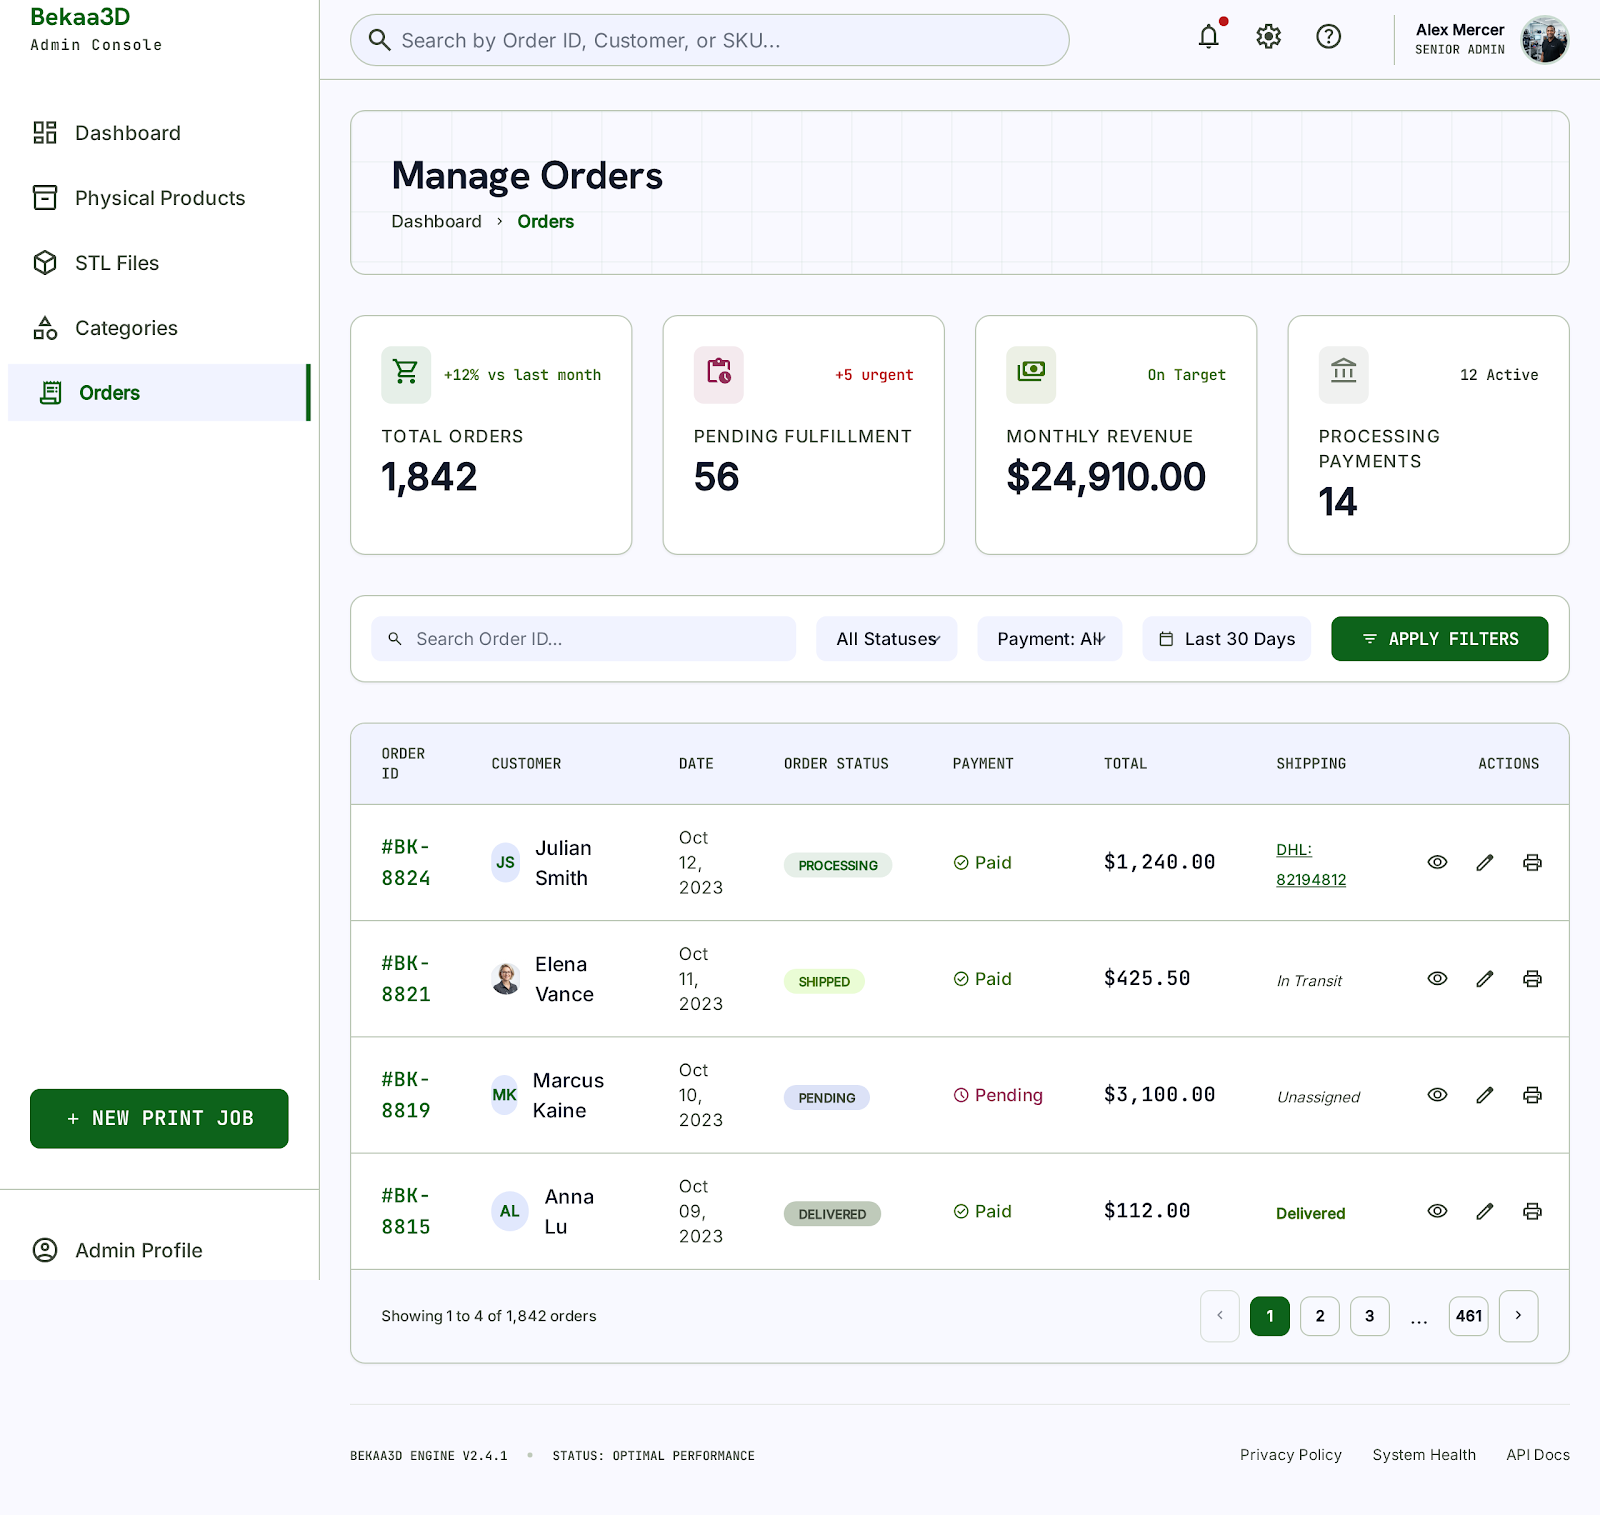 Bekaa3D
Admin Console
Dashboard
Physical Products
STL Files
Categories
Orders
+ NEW PRINT JOB
Admin Profile
Search by Order ID, Customer, or SKU...
Alex Mercer
SENIOR ADMIN
Manage Orders
Dashboard › Orders
+12% vs last month
TOTAL ORDERS
1,842
+5 urgent
PENDING FULFILLMENT
56
On Target
MONTHLY REVENUE
$24,910.00
12 Active
PROCESSING
PAYMENTS
14
Search Order ID...
All Statuses
Payment: All
Last 30 Days
APPLY FILTERS
ORDER
ID
CUSTOMER
DATE
ORDER STATUS
PAYMENT
TOTAL
SHIPPING
ACTIONS
#BK-
8824
JS
Julian
Smith
Oct
12,
2023
PROCESSING
Paid
$1,240.00
DHL:
82194812
#BK-
8821
Elena
Vance
Oct
11,
2023
SHIPPED
Paid
$425.50
In Transit
#BK-
8819
MK
Marcus
Kaine
Oct
10,
2023
PENDING
Pending
$3,100.00
Unassigned
#BK-
8815
AL
Anna
Lu
Oct
09,
2023
DELIVERED
Paid
$112.00
Delivered
Showing 1 to 4 of 1,842 orders
‹ 1 2 3 ... 461 ›
BEKAA3D ENGINE V2.4.1 • STATUS: OPTIMAL PERFORMANCE
Privacy Policy
System Health
API Docs